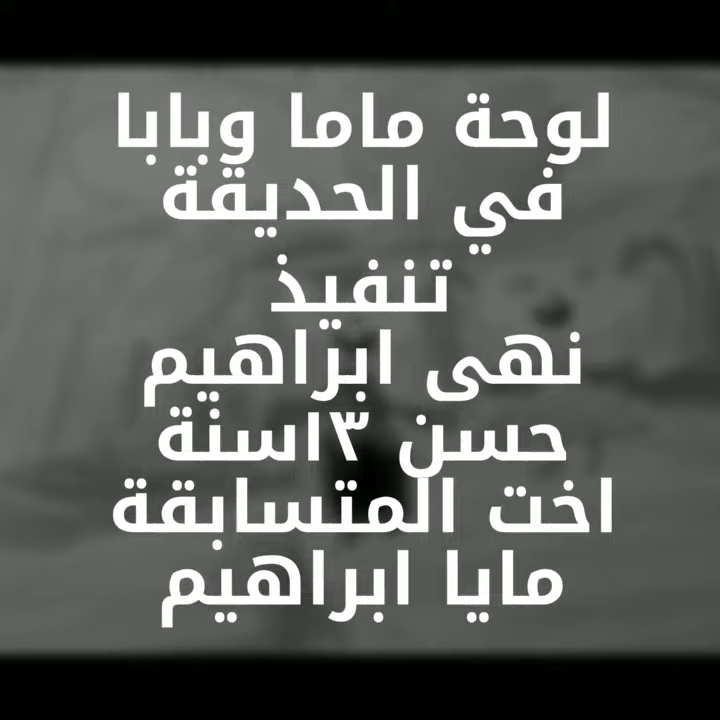 لوحة ماما وبابا
في الحديقة
تنفيذ
نهى ابراهيم
حسن ١٣سنة
اخت المتسابقة
مايا ابراهيم